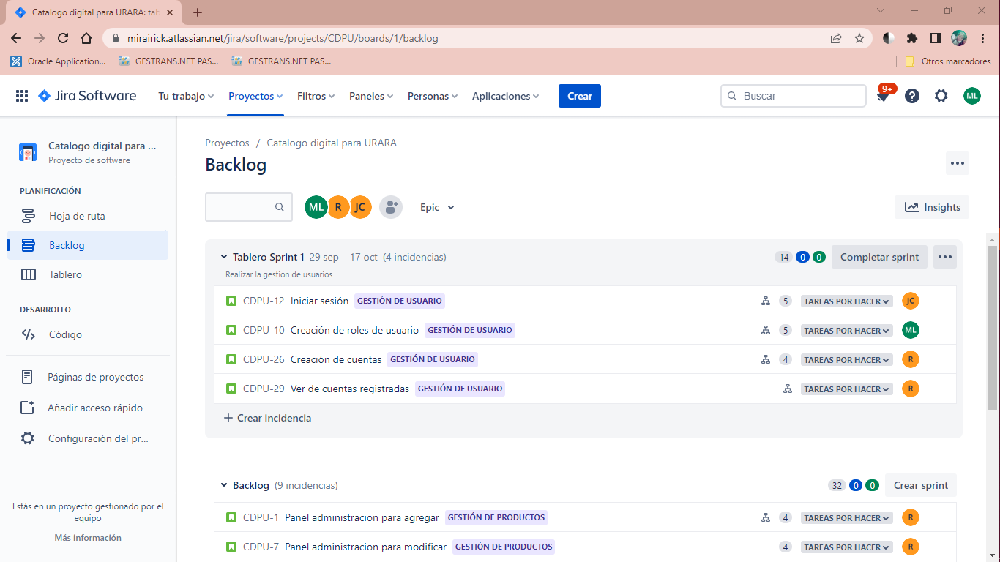 Catalogo digital para URARA: tab
mirairick.atlassian.net/jira/software/projects/CDPU/boards/1/backlog
Oracle Application... GESTRANS.NET PAS... GESTRANS.NET PAS... Otros marcadores
Jira Software Tu trabajo Proyectos Filtros Paneles Personas Aplicaciones Crear Buscar 9+ ML
Catalogo digital para ...
Proyecto de software
PLANIFICACIÓN
Hoja de ruta
Backlog
Tablero
DESARROLLO
Código
Páginas de proyectos
Añadir acceso rápido
Configuración del pr...
Estás en un proyecto gestionado por el
equipo
Más información
Proyectos / Catalogo digital para URARA
Backlog
ML R JC Epic Insights
Tablero Sprint 1 29 sep – 17 oct (4 incidencias) 14 0 0 Completar sprint
Realizar la gestion de usuarios
CDPU-12 Iniciar sesión GESTIÓN DE USUARIO 5 TAREAS POR HACER JC
CDPU-10 Creación de roles de usuario GESTIÓN DE USUARIO 5 TAREAS POR HACER ML
CDPU-26 Creación de cuentas GESTIÓN DE USUARIO 4 TAREAS POR HACER R
CDPU-29 Ver de cuentas registradas GESTIÓN DE USUARIO TAREAS POR HACER R
+ Crear incidencia
Backlog (9 incidencias) 32 0 0 Crear sprint
CDPU-1 Panel administracion para agregar GESTIÓN DE PRODUCTOS 4 TAREAS POR HACER R
CDPU-7 Panel administracion para modificar GESTIÓN DE PRODUCTOS 4 TAREAS POR HACER R